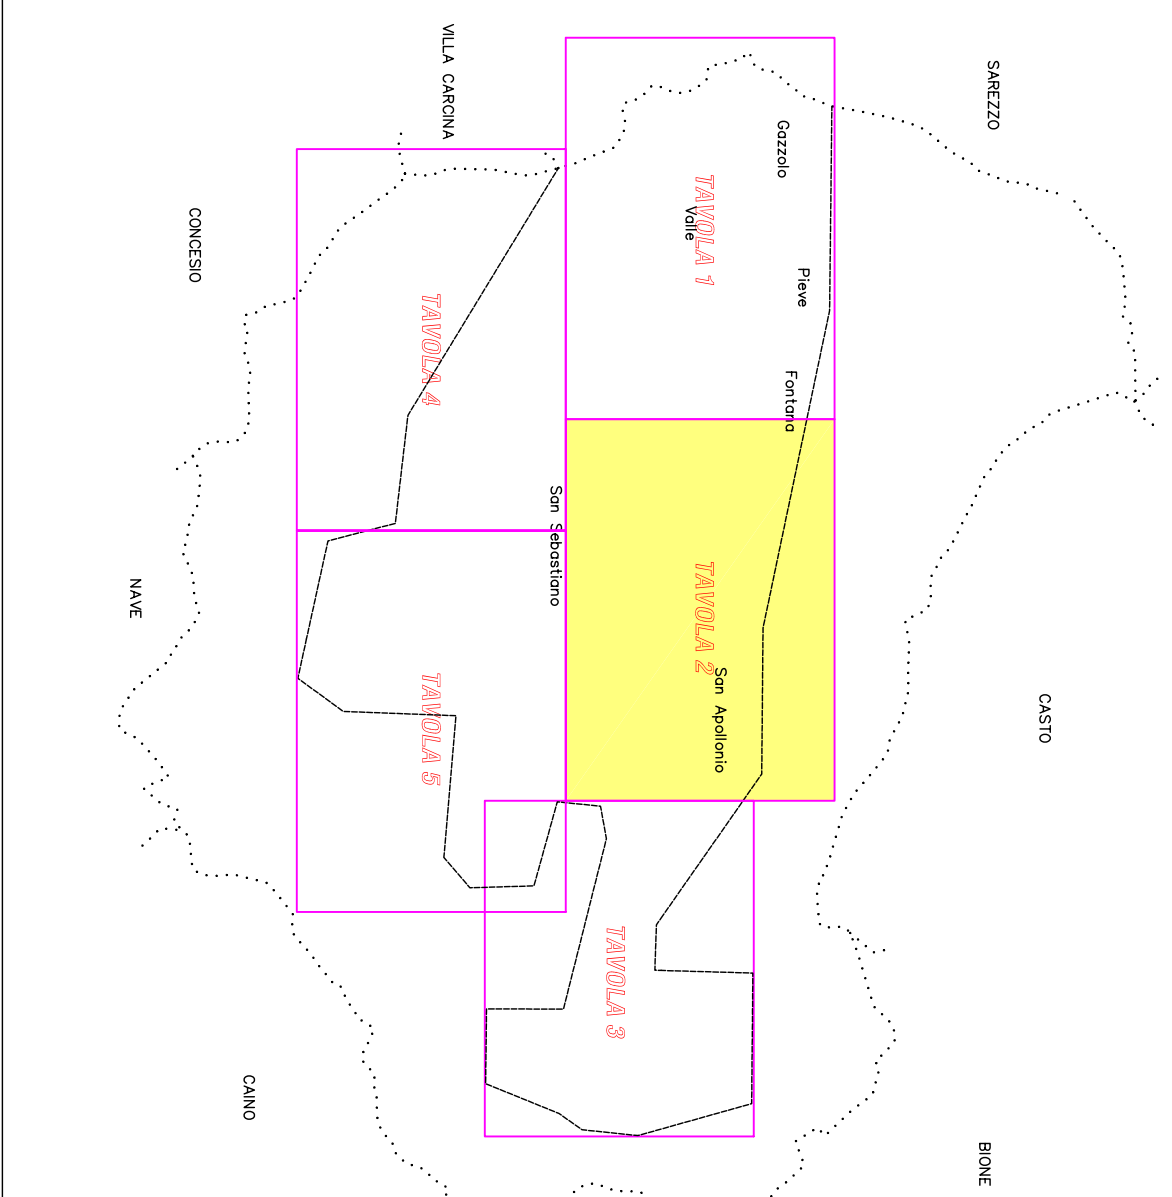 SAREZZO
CASTO
BIONE
Gazzolo
Pieve
Fontana
TAVOLA 1
Valle
TAVOLA 2
San Apollonio
TAVOLA 3
San Sebastiano
VILLA CARCINA
TAVOLA 4
TAVOLA 5
CONCESIO
NAVE
CAINO